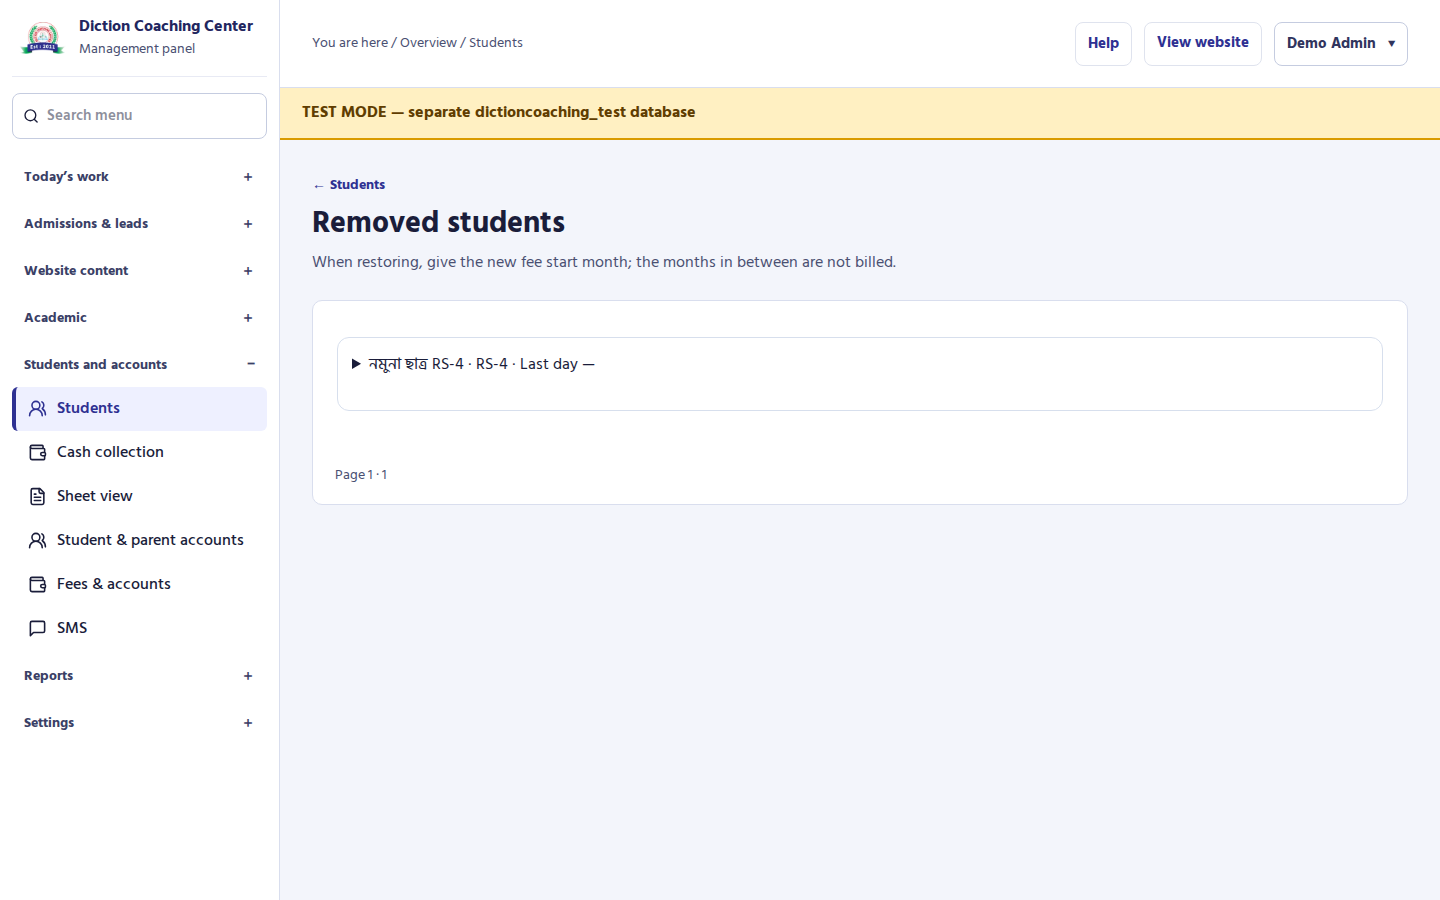 Diction Coaching Center
Management panel
Est : 2011
Search menu
Today’s work +
Admissions & leads +
Website content +
Academic +
Students and accounts −
Students
Cash collection
Sheet view
Student & parent accounts
Fees & accounts
SMS
Reports +
Settings +
You are here / Overview / Students
Help
View website
Demo Admin ▾
TEST MODE — separate dictioncoaching_test database
← Students
Removed students
When restoring, give the new fee start month; the months in between are not billed.
▶ নমুনা ছাত্র RS-4 · RS-4 · Last day —
Page 1 · 1